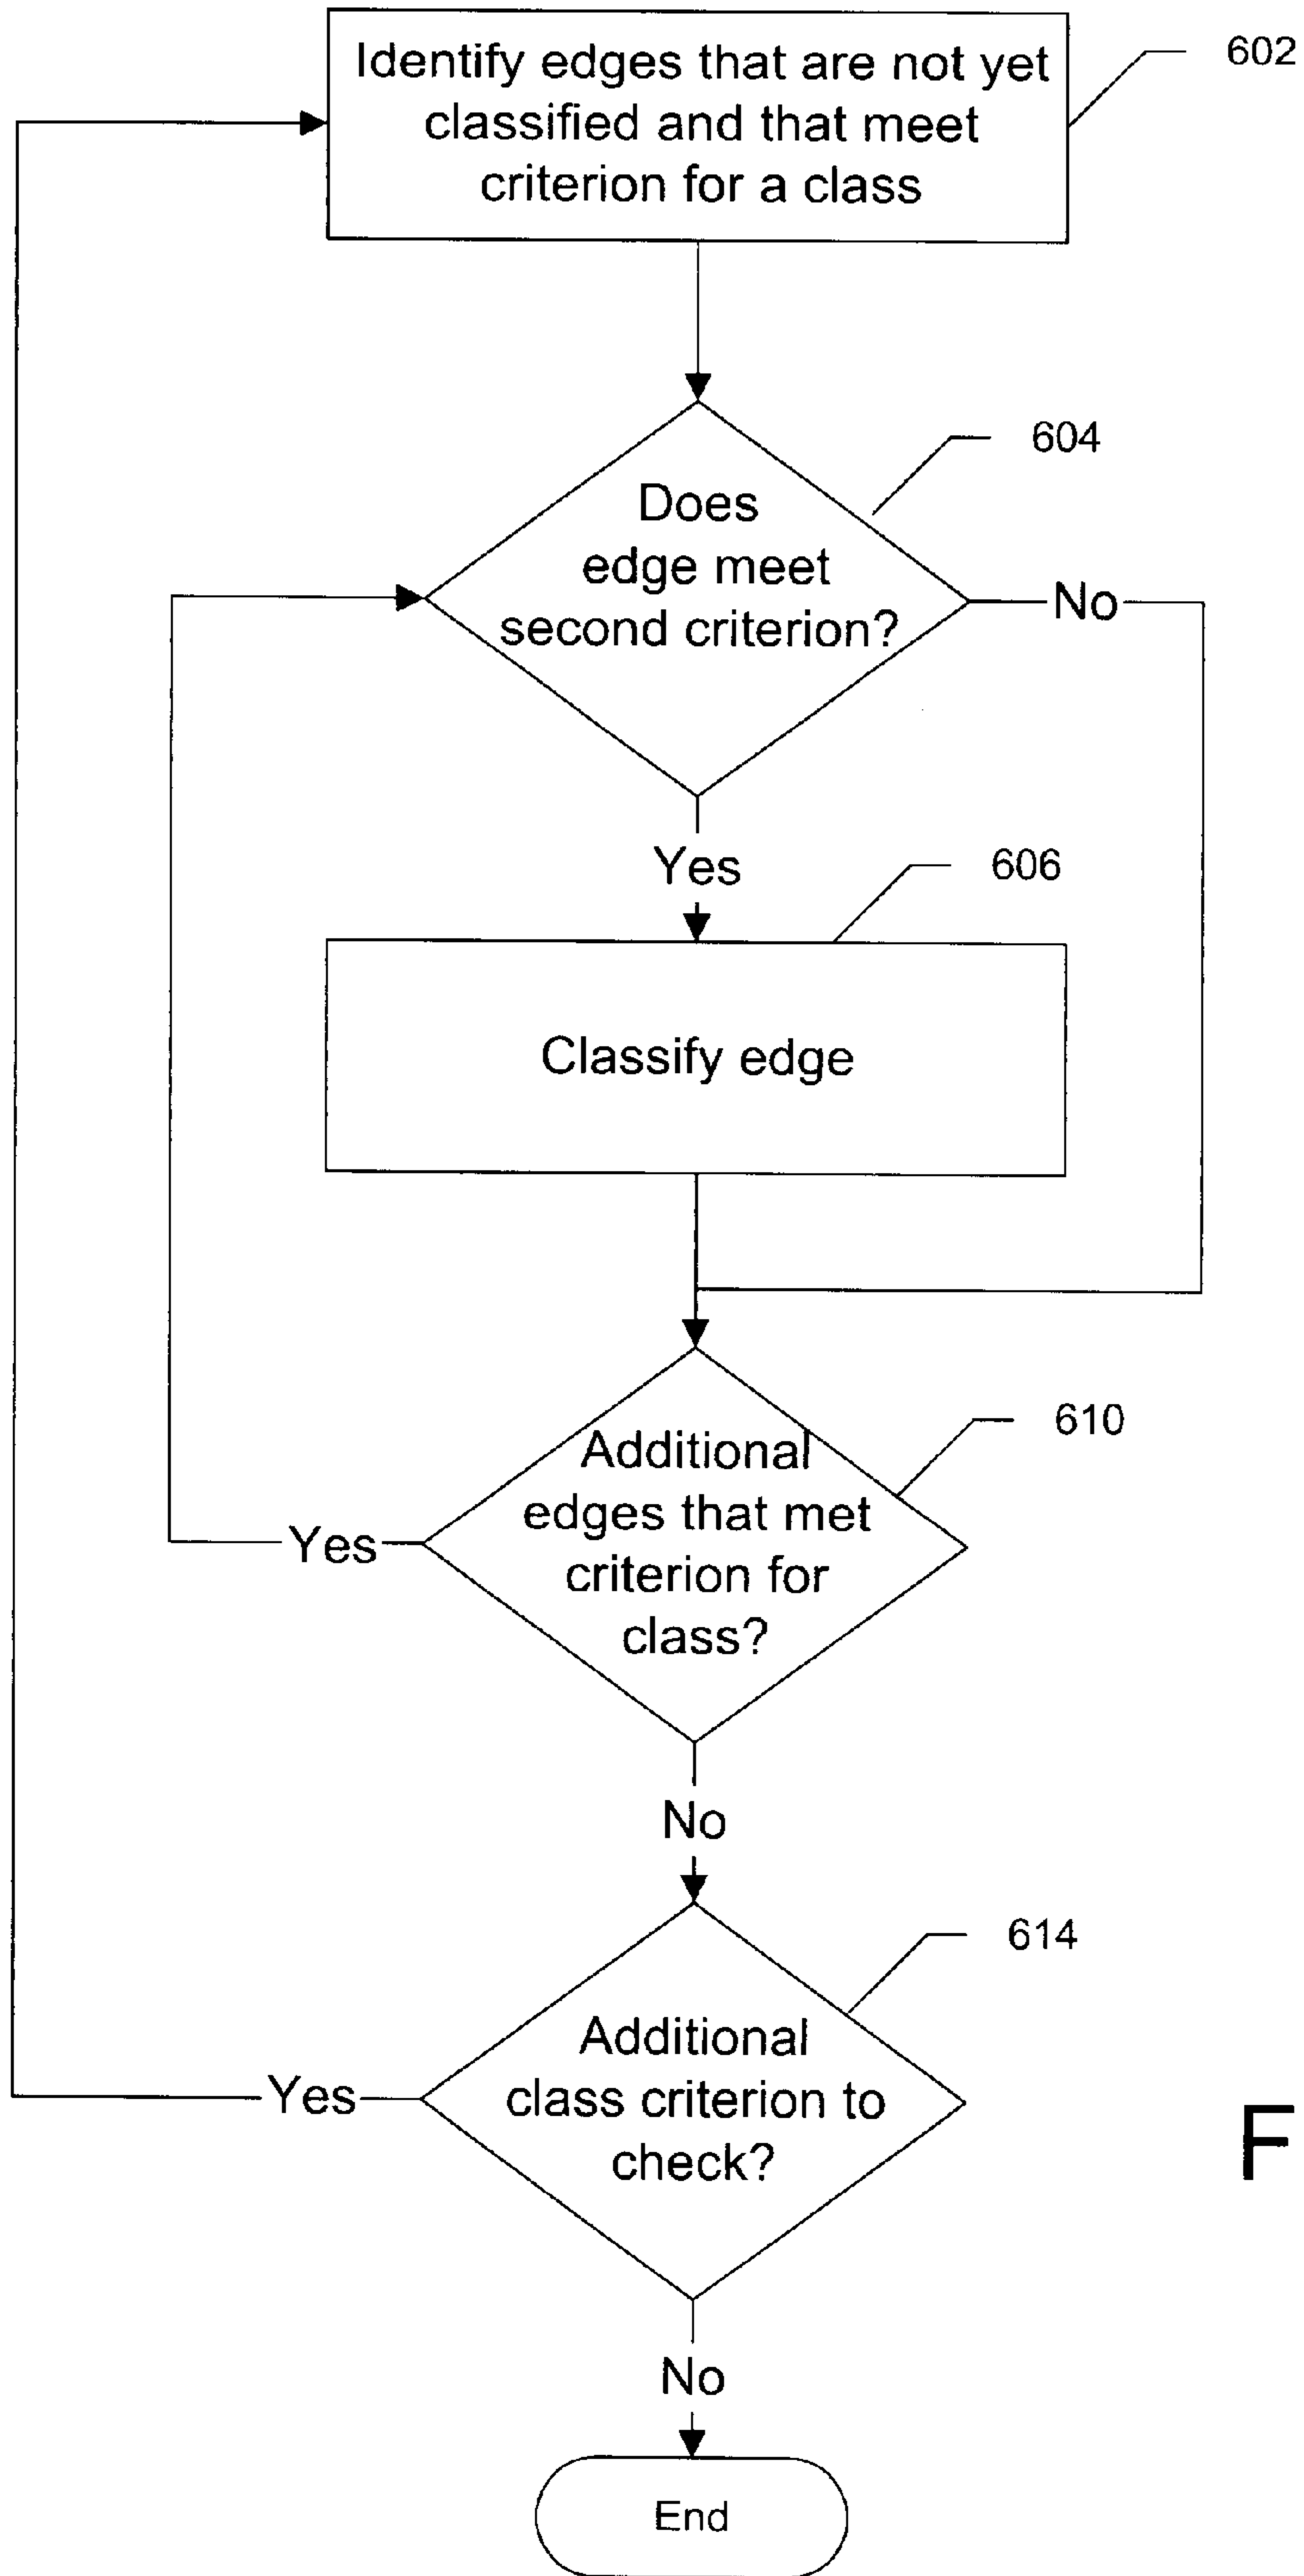 Identify edges that are not yet
classified and that meet
criterion for a class
602
604
Does
edge meet
second criterion?
No
Yes
606
Classify edge
610
Additional
edges that met
criterion for
class?
Yes
No
614
Additional
class criterion to
check?
Yes
F
No
End